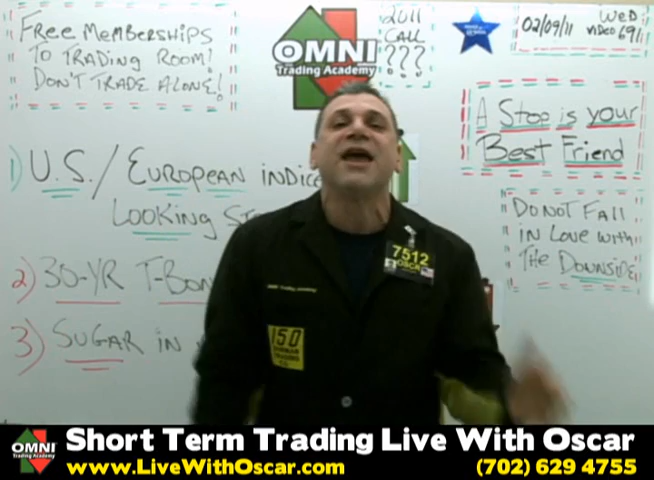 FREE MEMBERSHIPS
TO TRADING ROOM!
DON'T TRADE ALONE!
OMNI
Trading Academy
2011
CALL
???
02/09/11
WED
VIDEO
A STOP is YOUR
BEST FRIEND
1) U.S./EUROPEAN
LOOKING
DO NOT FALL
IN LOVE WITH
THE DOWNSIDE
2) 30-YR T-BON
3) SUGAR IN
7512
OSCAR
150
OMNI
Trading Academy
Short Term Trading Live With Oscar
www.LiveWithOscar.com
(702) 629 4755